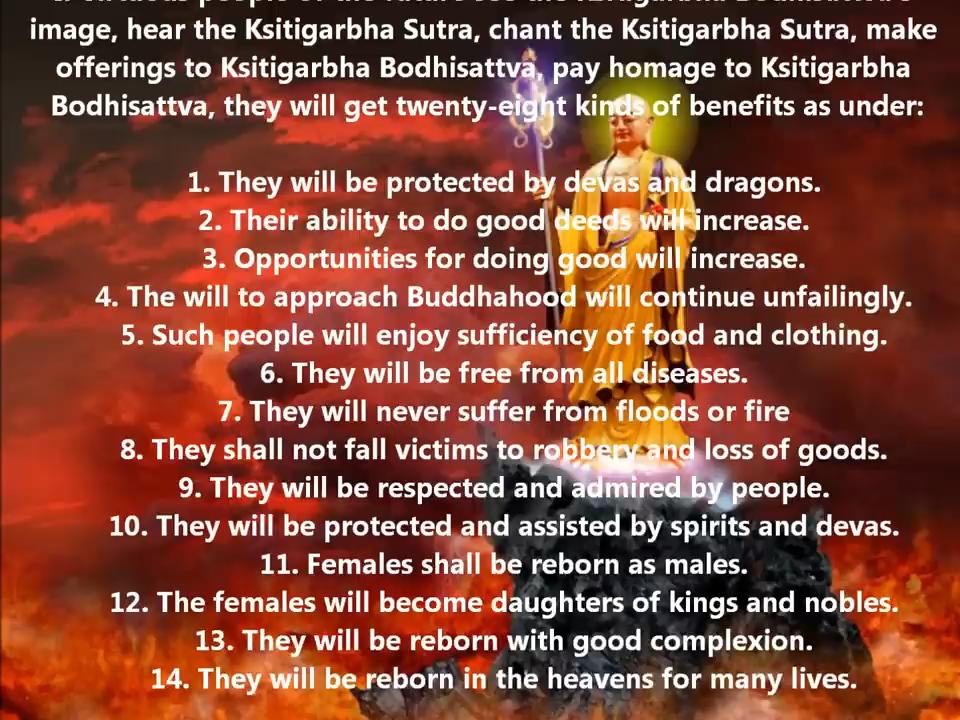 image, hear the Ksitigarbha Sutra, chant the Ksitigarbha Sutra, make
offerings to Ksitigarbha Bodhisattva, pay homage to Ksitigarbha
Bodhisattva, they will get twenty-eight kinds of benefits as under:
1. They will be protected by devas and dragons.
2. Their ability to do good deeds will increase.
3. Opportunities for doing good will increase.
4. The will to approach Buddhahood will continue unfailingly.
5. Such people will enjoy sufficiency of food and clothing.
6. They will be free from all diseases.
7. They will never suffer from floods or fire
8. They shall not fall victims to robbery and loss of goods.
9. They will be respected and admired by people.
10. They will be protected and assisted by spirits and devas.
11. Females shall be reborn as males.
12. The females will become daughters of kings and nobles.
13. They will be reborn with good complexion.
14. They will be reborn in the heavens for many lives.